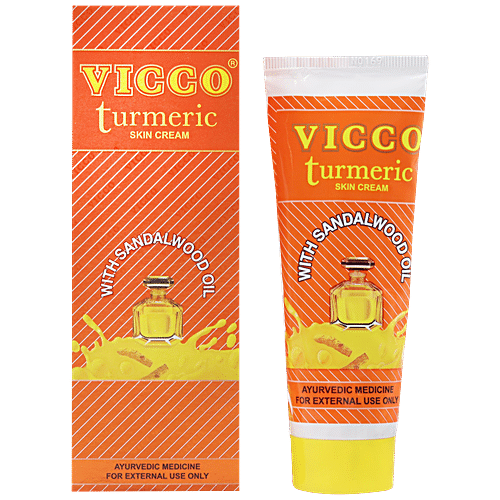 VICCO®
turmeric
SKIN CREAM
WITH SANDALWOOD OIL
AYURVEDIC MEDICINE
FOR EXTERNAL USE ONLY
VICCO
turmeric
SKIN CREAM
WITH SANDALWOOD OIL
AYURVEDIC MEDICINE
FOR EXTERNAL USE ONLY